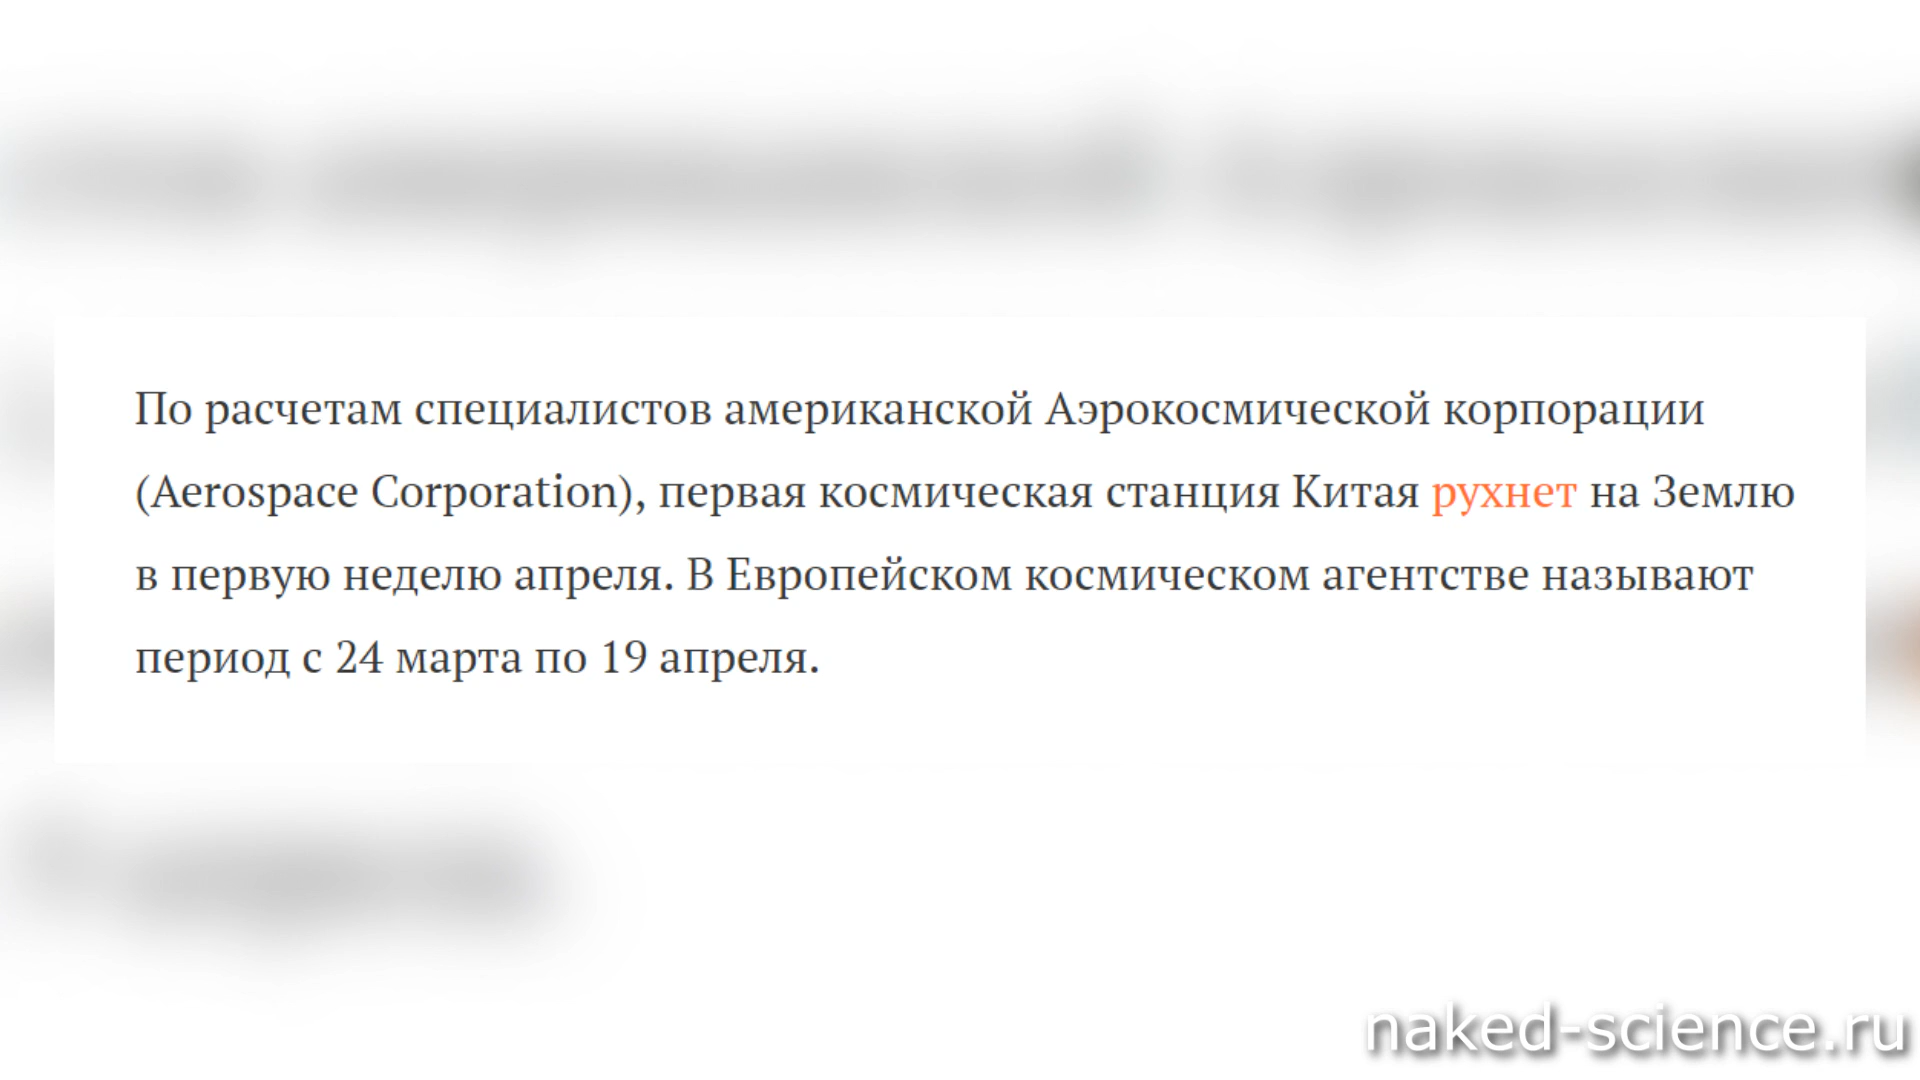 По расчетам специалистов американской Аэрокосмической корпорации
(Aerospace Corporation), первая космическая станция Китая рухнет на Землю
в первую неделю апреля. В Европейском космическом агентстве называют
период с 24 марта по 19 апреля.
naked-science.ru